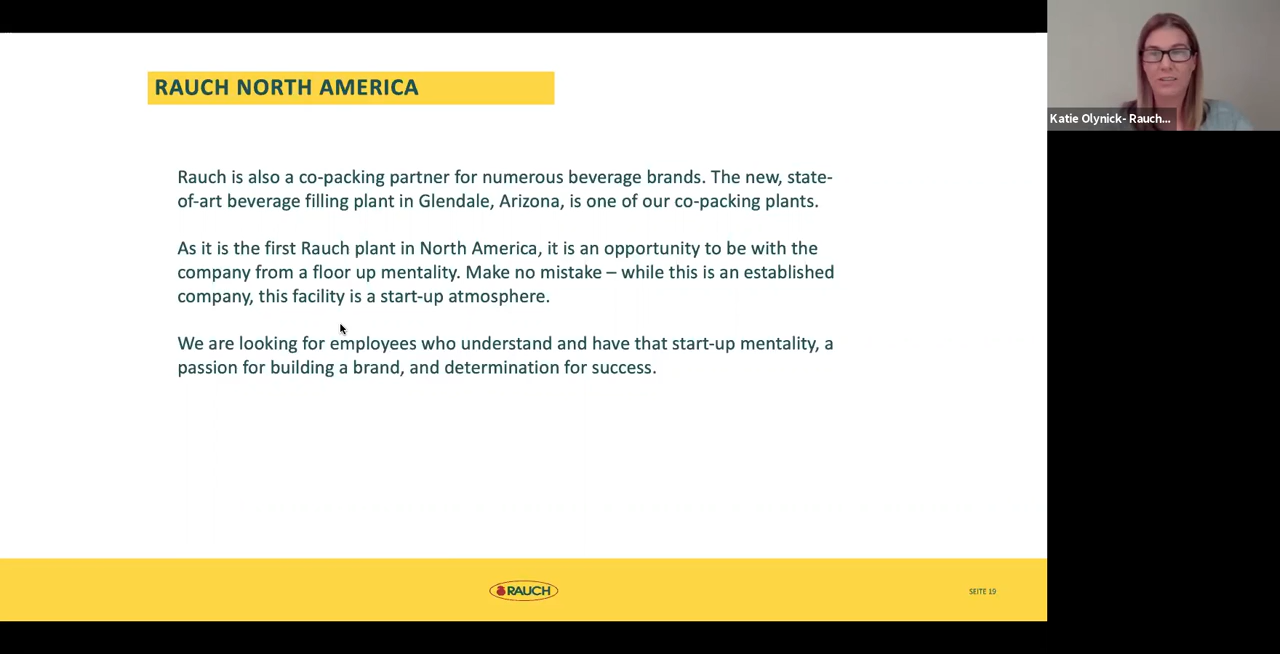 RAUCH NORTH AMERICA
Katie Olynick- Rauch...
Rauch is also a co-packing partner for numerous beverage brands. The new, state-
of-art beverage filling plant in Glendale, Arizona, is one of our co-packing plants.
As it is the first Rauch plant in North America, it is an opportunity to be with the
company from a floor up mentality. Make no mistake – while this is an established
company, this facility is a start-up atmosphere.
We are looking for employees who understand and have that start-up mentality, a
passion for building a brand, and determination for success.
RAUCH
SEITE 19